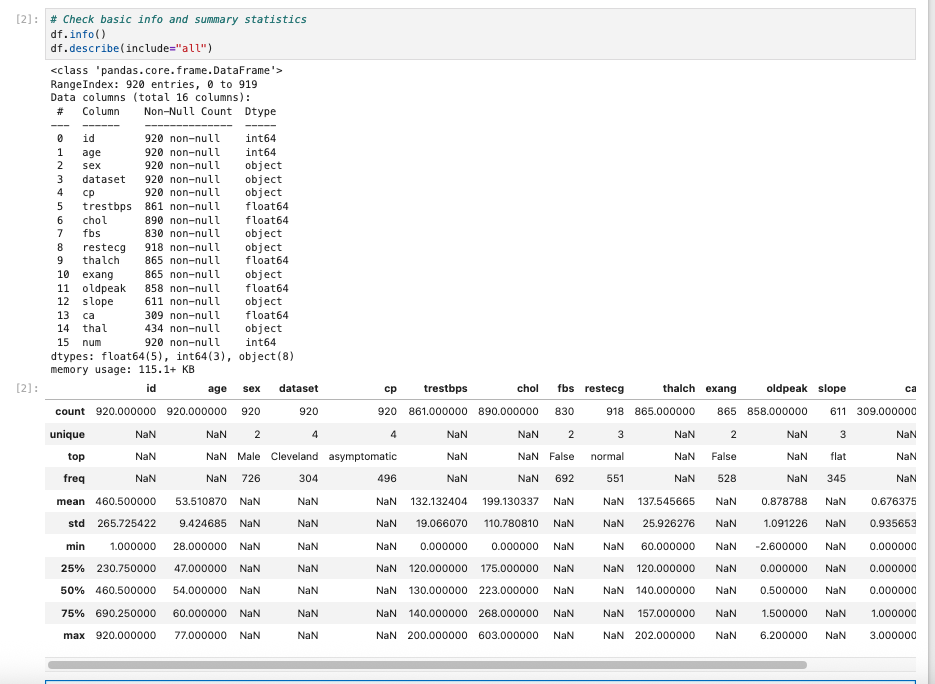 [2]: # Check basic info and summary statistics
df.info()
df.describe(include="all")
<class 'pandas.core.frame.DataFrame'>
RangeIndex: 920 entries, 0 to 919
Data columns (total 16 columns):
 #   Column    Non-Null Count  Dtype
---  ------    --------------  -----
 0   id        920 non-null    int64
 1   age       920 non-null    int64
 2   sex       920 non-null    object
 3   dataset   920 non-null    object
 4   cp        920 non-null    object
 5   trestbps  861 non-null    float64
 6   chol      890 non-null    float64
 7   fbs       830 non-null    object
 8   restecg   918 non-null    object
 9   thalch    865 non-null    float64
 10  exang     865 non-null    object
 11  oldpeak   858 non-null    float64
 12  slope     611 non-null    object
 13  ca        309 non-null    float64
 14  thal      434 non-null    object
 15  num       920 non-null    int64
dtypes: float64(5), int64(3), object(8)
memory usage: 115.1+ KB
[2]: id age sex dataset cp trestbps chol fbs restecg thalch exang oldpeak slope ca
count 920.000000 920.000000 920 920 920 861.000000 890.000000 830 918 865.000000 865 858.000000 611 309.000000
unique NaN NaN 2 4 4 NaN NaN 2 3 NaN 2 NaN 3 NaN
top NaN NaN Male Cleveland asymptomatic NaN NaN False normal NaN False NaN flat NaN
freq NaN NaN 726 304 496 NaN NaN 692 551 NaN 528 NaN 345 NaN
mean 460.500000 53.510870 NaN NaN NaN 132.132404 199.130337 NaN NaN 137.545665 NaN 0.878788 NaN 0.676375
std 265.725422 9.424685 NaN NaN NaN 19.066070 110.780810 NaN NaN 25.926276 NaN 1.091226 NaN 0.935653
min 1.000000 28.000000 NaN NaN NaN 0.000000 0.000000 NaN NaN 60.000000 NaN -2.600000 NaN 0.000000
25% 230.750000 47.000000 NaN NaN NaN 120.000000 175.000000 NaN NaN 120.000000 NaN 0.000000 NaN 0.000000
50% 460.500000 54.000000 NaN NaN NaN 130.000000 223.000000 NaN NaN 140.000000 NaN 0.500000 NaN 0.000000
75% 690.250000 60.000000 NaN NaN NaN 140.000000 268.000000 NaN NaN 157.000000 NaN 1.500000 NaN 1.000000
max 920.000000 77.000000 NaN NaN NaN 200.000000 603.000000 NaN NaN 202.000000 NaN 6.200000 NaN 3.000000